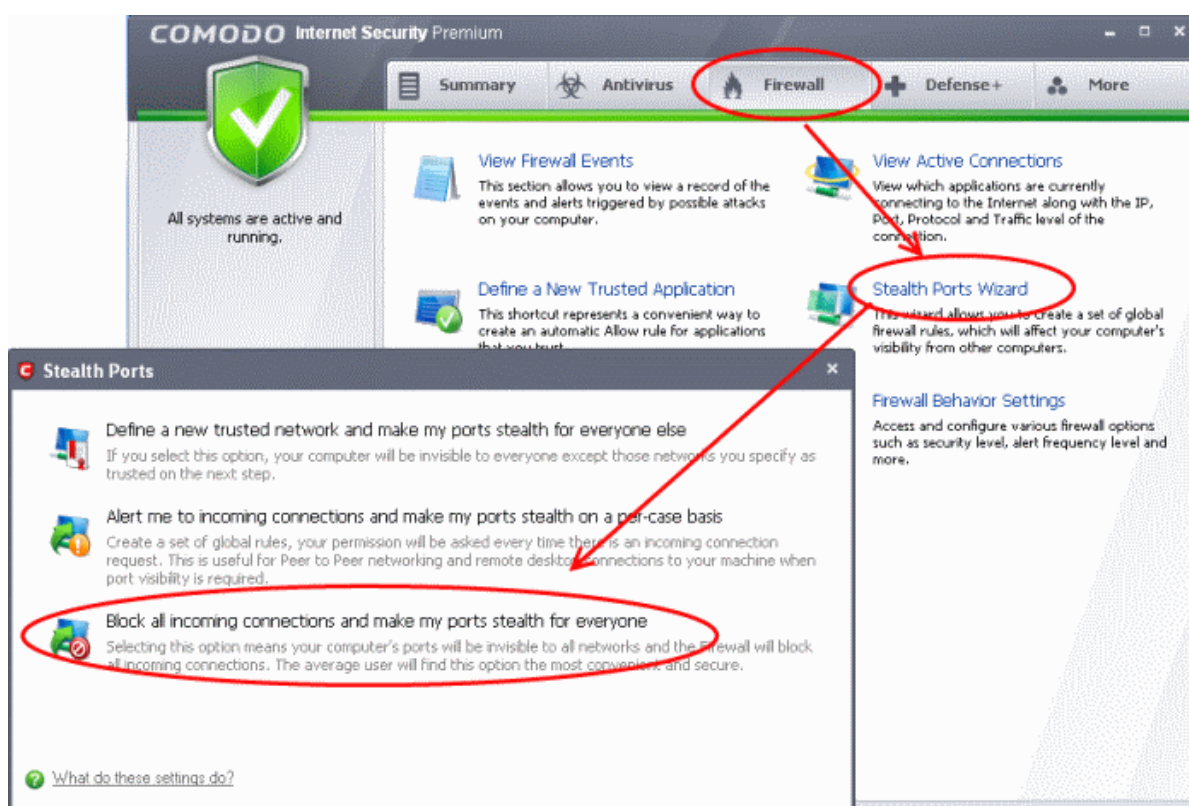 COMODO Internet Security Premium
Summary
Antivirus
Firewall
Defense+
More
All systems are active and
running.
View Firewall Events
This section allows you to view a record of the
events and alerts triggered by possible attacks
on your computer.
View Active Connections
View which applications are currently
connecting to the Internet along with the IP,
Port, Protocol and Traffic level of the
connection.
Define a New Trusted Application
This shortcut represents a convenient way to
create an automatic Allow rule for applications
that you trust.
Stealth Ports Wizard
This wizard allows you to create a set of global
firewall rules, which will affect your computer's
visibility from other computers.
Firewall Behavior Settings
Access and configure various firewall options
such as security level, alert frequency level and
more.
Stealth Ports
Define a new trusted network and make my ports stealth for everyone else
If you select this option, your computer will be invisible to everyone except those networks you specify as
trusted on the next step.
Alert me to incoming connections and make my ports stealth on a per-case basis
Create a set of global rules, your permission will be asked every time there is an incoming connection
request. This is useful for Peer to Peer networking and remote desktop connections to your machine when
port visibility is required.
Block all incoming connections and make my ports stealth for everyone
Selecting this option means your computer's ports will be invisible to all networks and the Firewall will block
all incoming connections. The average user will find this option the most convenient and secure.
What do these settings do?